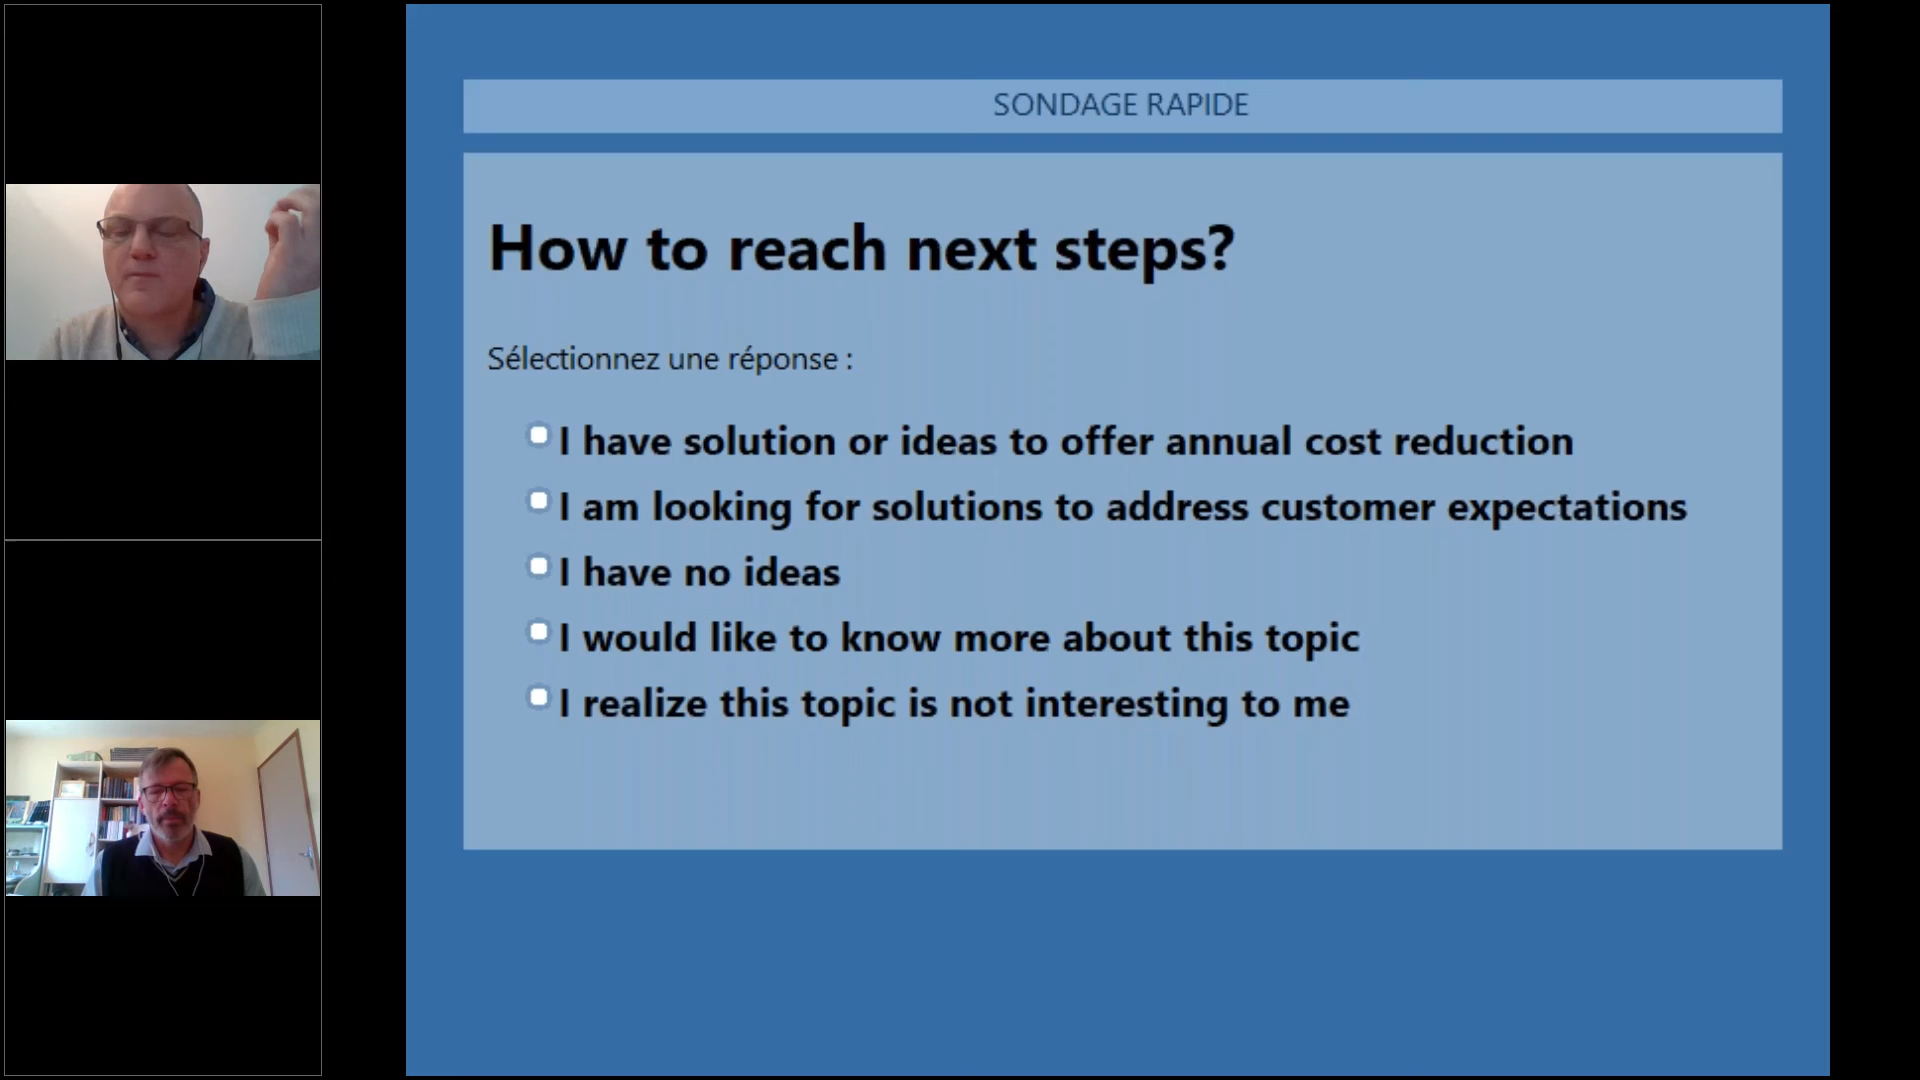 SONDAGE RAPIDE
How to reach next steps?
Sélectionnez une réponse :
I have solution or ideas to offer annual cost reduction
I am looking for solutions to address customer expectations
I have no ideas
I would like to know more about this topic
I realize this topic is not interesting to me